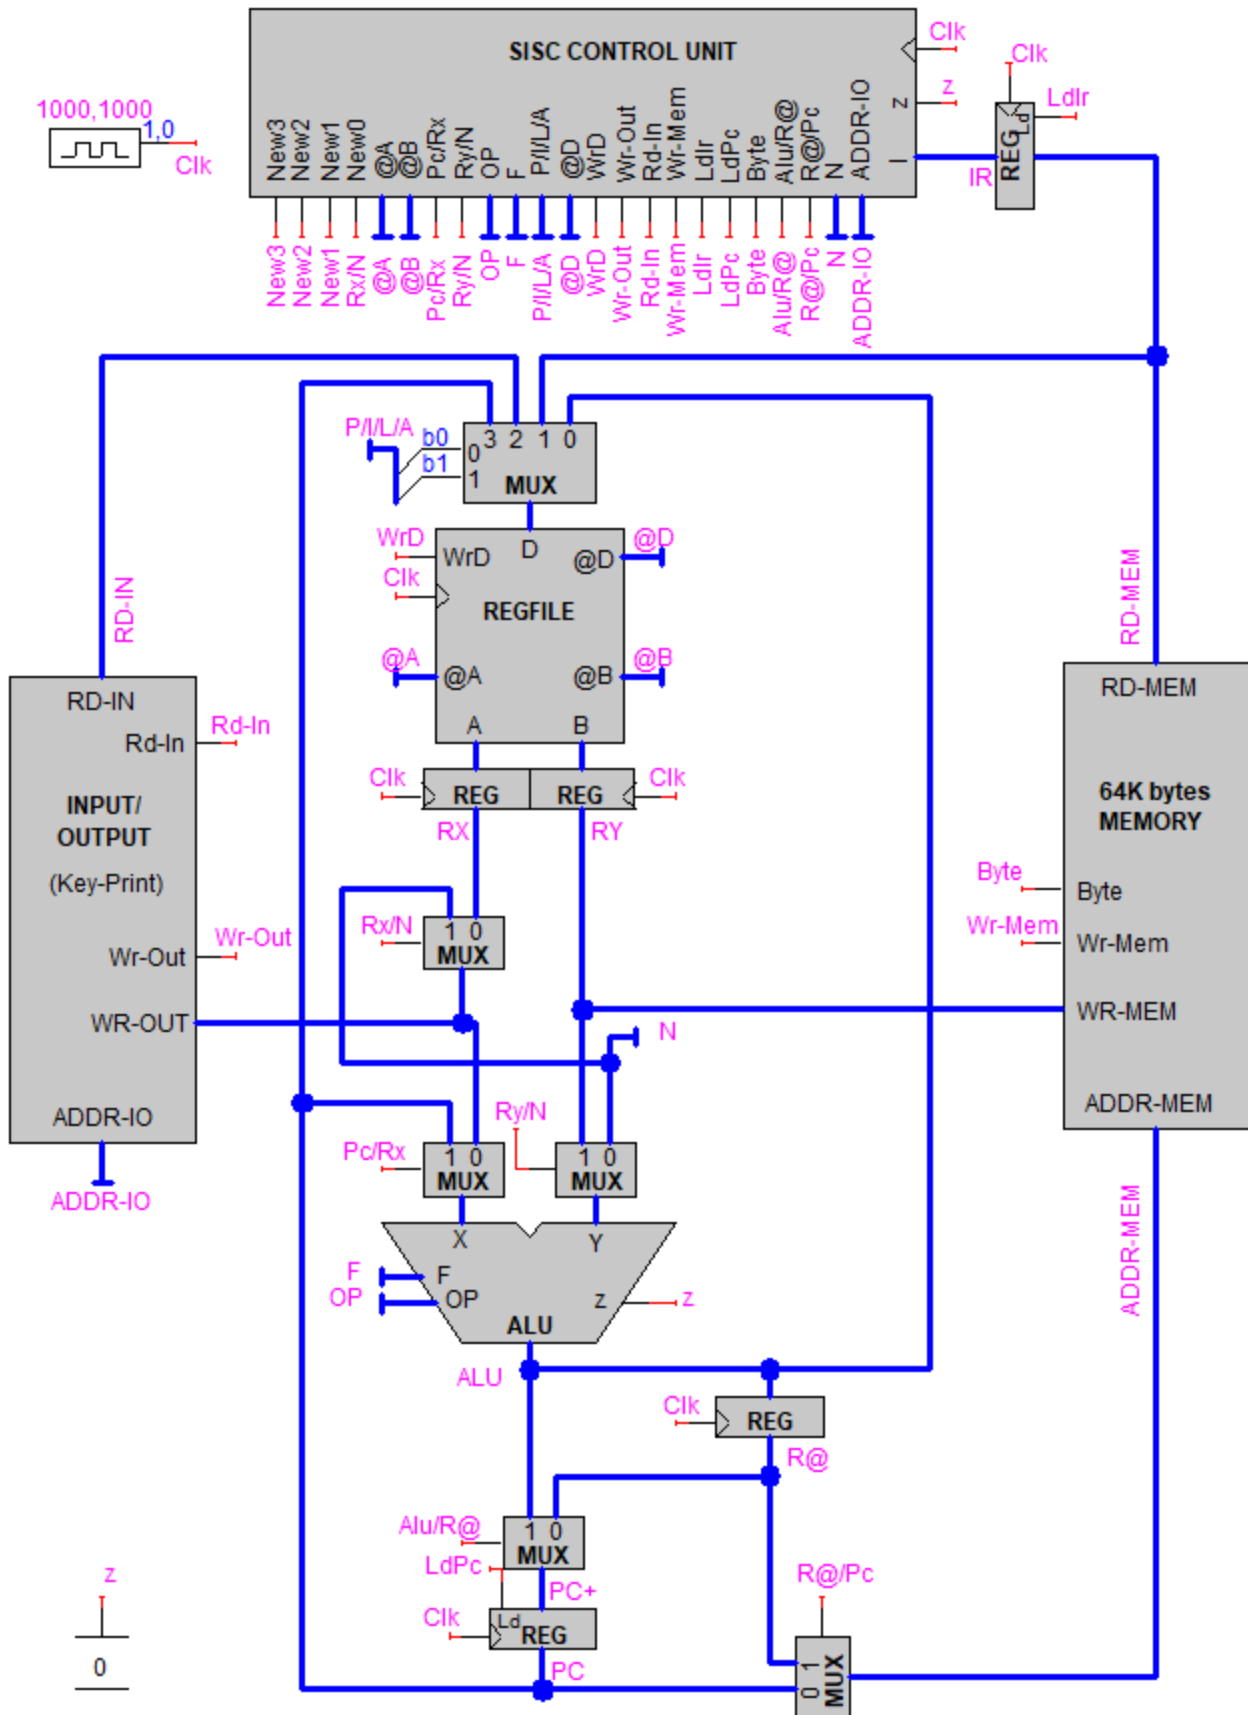 SISC CONTROL UNIT
Clk
z
I
New3
New2
New1
New0
@A
@B
Pc/Rx
Ry/N
OP
F
P/I/L/A
@D
WrD
Wr-Out
Rd-In
Wr-Mem
LdIr
LdPc
Byte
Alu/R@
R@/Pc
N
ADDR-IO
Clk
z
Clk
LdIr
Ld
REG
IR
1000,1000
1,0
Clk
New3
New2
New1
Rx/N
@A
@B
Pc/Rx
Ry/N
OP
F
P/I/L/A
@D
WrD
Wr-Out
Rd-In
Wr-Mem
LdIr
LdPc
Byte
Alu/R@
R@/Pc
N
ADDR-IO
P/I/L/A
b0
b1
0
1
3 2 1 0
MUX
WrD
WrD
D
@D
@D
Clk
REGFILE
@A
@A
@B
@B
A
B
RD-IN
RD-MEM
RD-IN
Rd-In
Rd-In
INPUT/
OUTPUT
(Key-Print)
Wr-Out
Wr-Out
WR-OUT
ADDR-IO
ADDR-IO
Clk
REG
REG
Clk
RX
RY
Rx/N
1 0
MUX
N
RD-MEM
64K bytes
MEMORY
Byte
Byte
Wr-Mem
Wr-Mem
WR-MEM
ADDR-MEM
ADDR-MEM
Pc/Rx
1 0
MUX
Ry/N
1 0
MUX
X
Y
F
F
OP
OP
z
z
ALU
ALU
Clk
REG
R@
Alu/R@
1 0
MUX
LdPc
PC+
Clk
Ld
REG
PC
R@/Pc
0 1
MUX
z
0